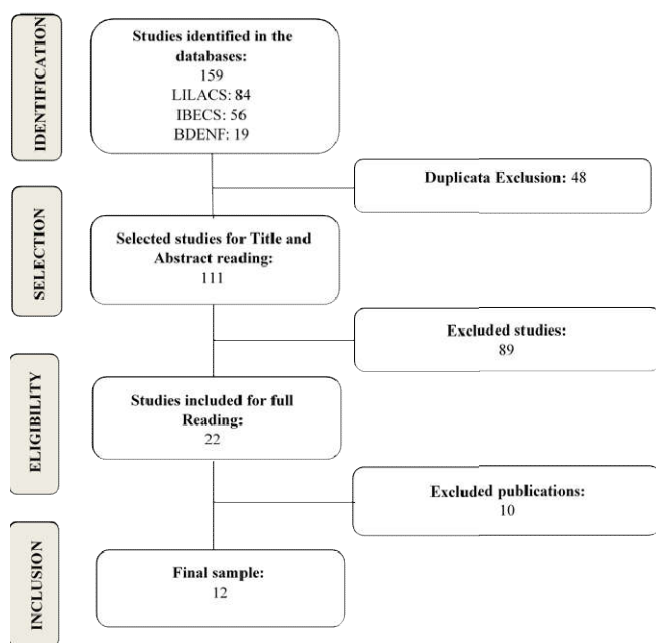 IDENTIFICATION
Studies identified in the
databases:
159
LILACS: 84
IBECS: 56
BDENF: 19
Duplicata Exclusion: 48
SELECTION
Selected studies for Title and
Abstract reading:
111
Excluded studies:
89
ELIGIBILITY
Studies included for full
Reading:
22
Excluded publications:
10
INCLUSION
Final sample:
12